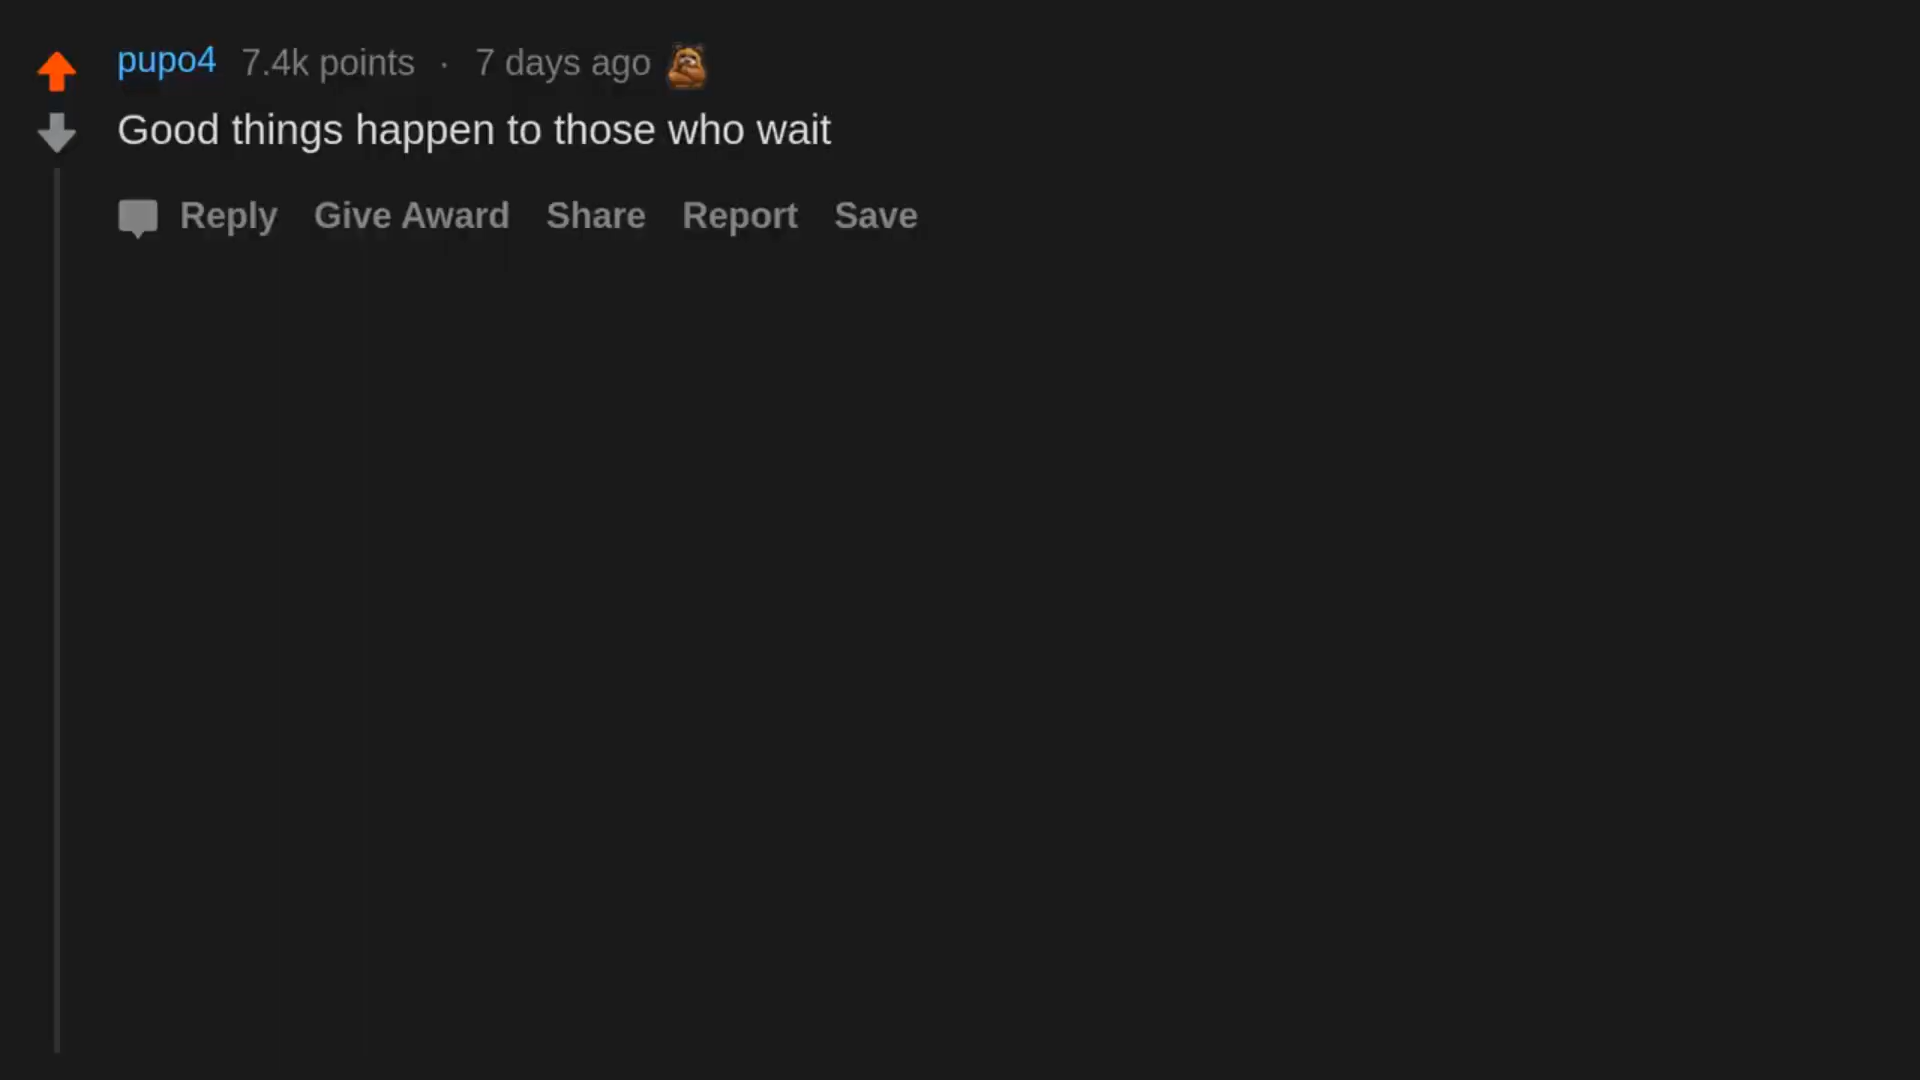 pupo4 7.4k points · 7 days ago
Good things happen to those who wait
Reply Give Award Share Report Save